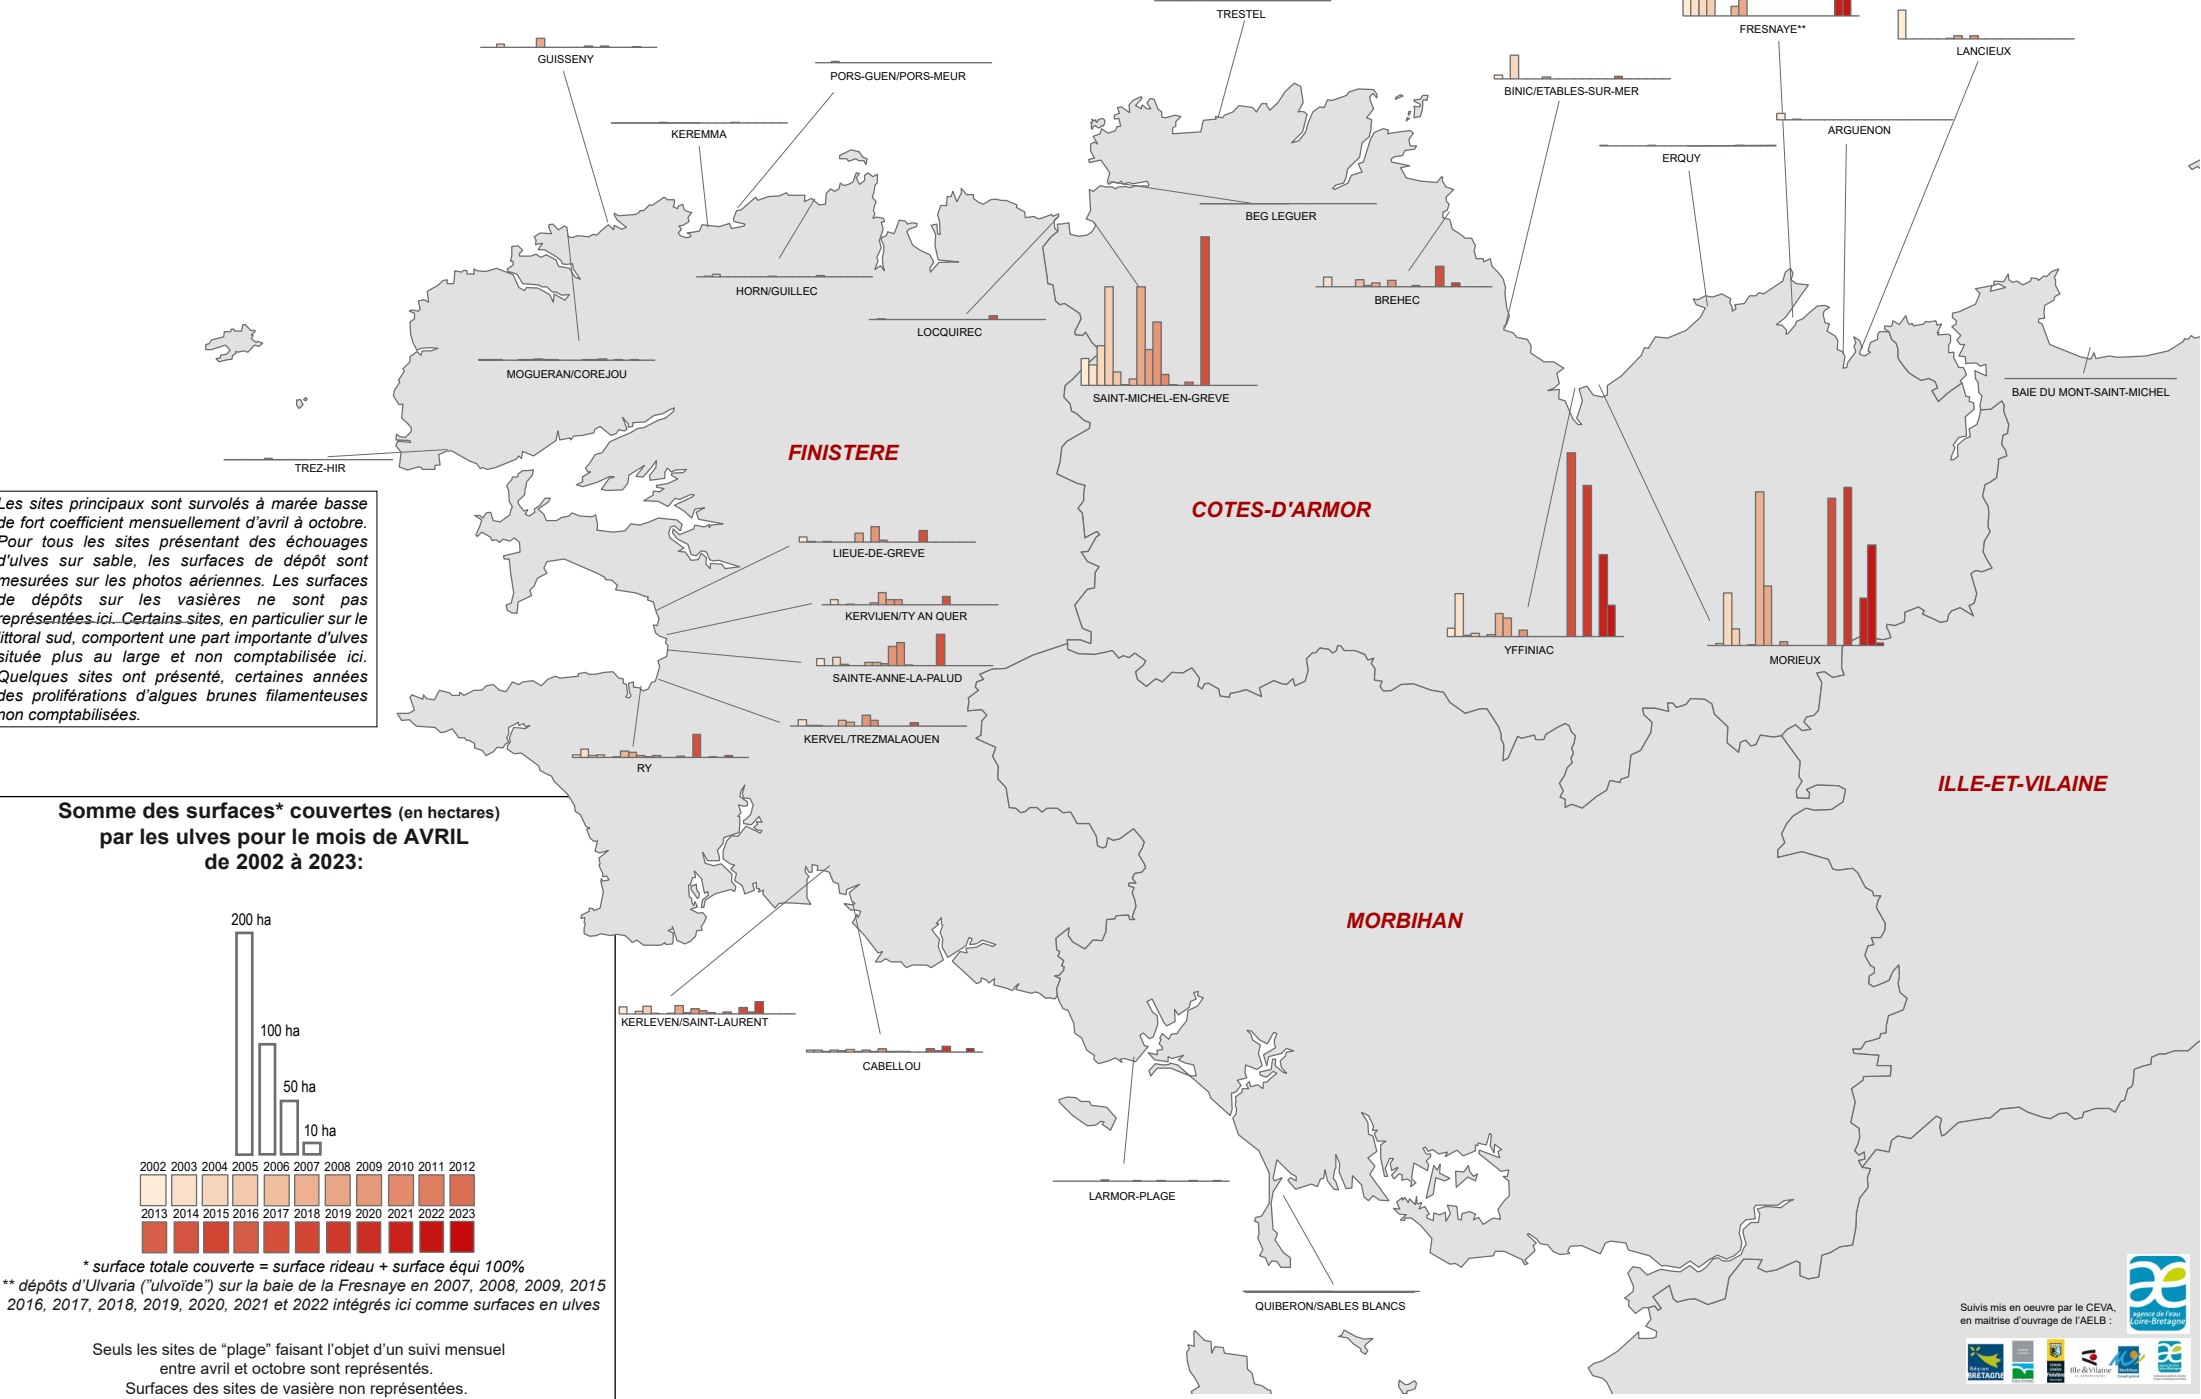 TRESTEL
FRESNAYE**
LANCIEUX
GUISSENY
PORS-GUEN/PORS-MEUR
BINIC/ETABLES-SUR-MER
KEREMMA
ARGUENON
ERQUY
BEG LEGUER
HORN/GUILLEC
BREHEC
LOCQUIREC
MOGUERAN/COREJOU
SAINT-MICHEL-EN-GREVE
BAIE DU MONT-SAINT-MICHEL
FINISTERE
TREZ-HIR
COTES-D'ARMOR
Les sites principaux sont survolés à marée basse
de fort coefficient mensuellement d'avril à octobre.
Pour tous les sites présentant des échouages
d'ulves sur sable, les surfaces de dépôt sont
mesurées sur les photos aériennes. Les surfaces
de dépôts sur les vasières ne sont pas
représentées ici. Certains sites, en particulier sur le
littoral sud, comportent une part importante d'ulves
située plus au large et non comptabilisée ici.
Quelques sites ont présenté, certaines années
des proliférations d'algues brunes filamenteuses
non comptabilisées.
LIEUE-DE-GREVE
KERVIJEN/TY AN QUER
SAINTE-ANNE-LA-PALUD
YFFINIAC
MORIEUX
KERVEL/TREZMALAOUEN
RY
ILLE-ET-VILAINE
Somme des surfaces* couvertes (en hectares)
par les ulves pour le mois de AVRIL
de 2002 à 2023:
200 ha
100 ha
50 ha
10 ha
MORBIHAN
KERLEVEN/SAINT-LAURENT
CABELLOU
2002 2003 2004 2005 2006 2007 2008 2009 2010 2011 2012
2013 2014 2015 2016 2017 2018 2019 2020 2021 2022 2023
LARMOR-PLAGE
* surface totale couverte = surface rideau + surface équi 100%
** dépôts d'Ulvaria ("ulvoïde") sur la baie de la Fresnaye en 2007, 2008, 2009, 2015
2016, 2017, 2018, 2019, 2020, 2021 et 2022 intégrés ici comme surfaces en ulves
QUIBERON/SABLES BLANCS
Seuls les sites de “plage” faisant l'objet d'un suivi mensuel
entre avril et octobre sont représentés.
Surfaces des sites de vasière non représentées.
Suivis mis en oeuvre par le CEVA,
en maitrise d'ouvrage de l'AELB :
agence de l'eau
Loire-Bretagne
Région
BRETAGNE
Ille & Vilaine